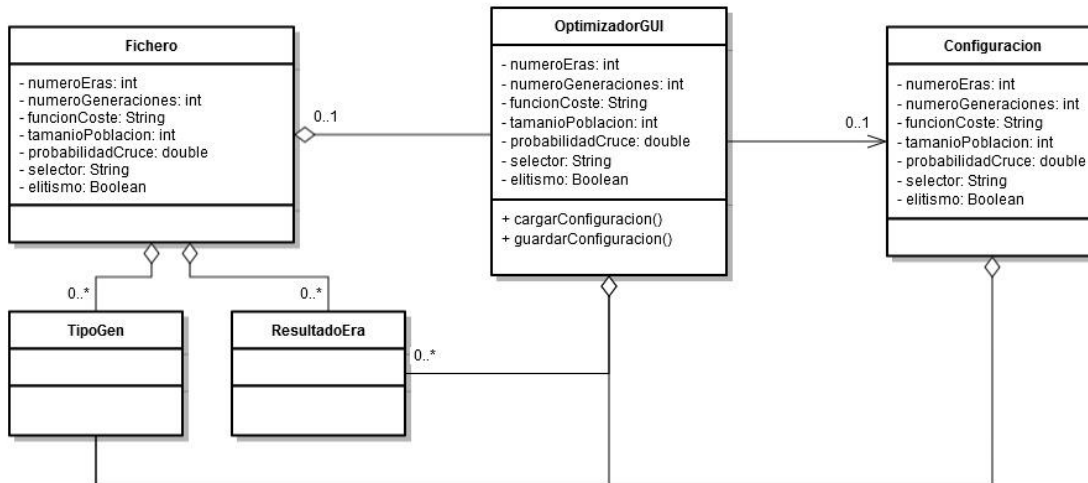 Fichero
- numeroEras: int
- numeroGeneraciones: int
- funcionCoste: String
- tamanioPoblacion: int
- probabilidadCruce: double
- selector: String
- elitismo: Boolean
0..1
OptimizadorGUI
- numeroEras: int
- numeroGeneraciones: int
- funcionCoste: String
- tamanioPoblacion: int
- probabilidadCruce: double
- selector: String
- elitismo: Boolean
+ cargarConfiguracion()
+ guardarConfiguracion()
0..1
Configuracion
- numeroEras: int
- numeroGeneraciones: int
- funcionCoste: String
- tamanioPoblacion: int
- probabilidadCruce: double
- selector: String
- elitismo: Boolean
0..*
0..*
TipoGen
ResultadoEra
0..*